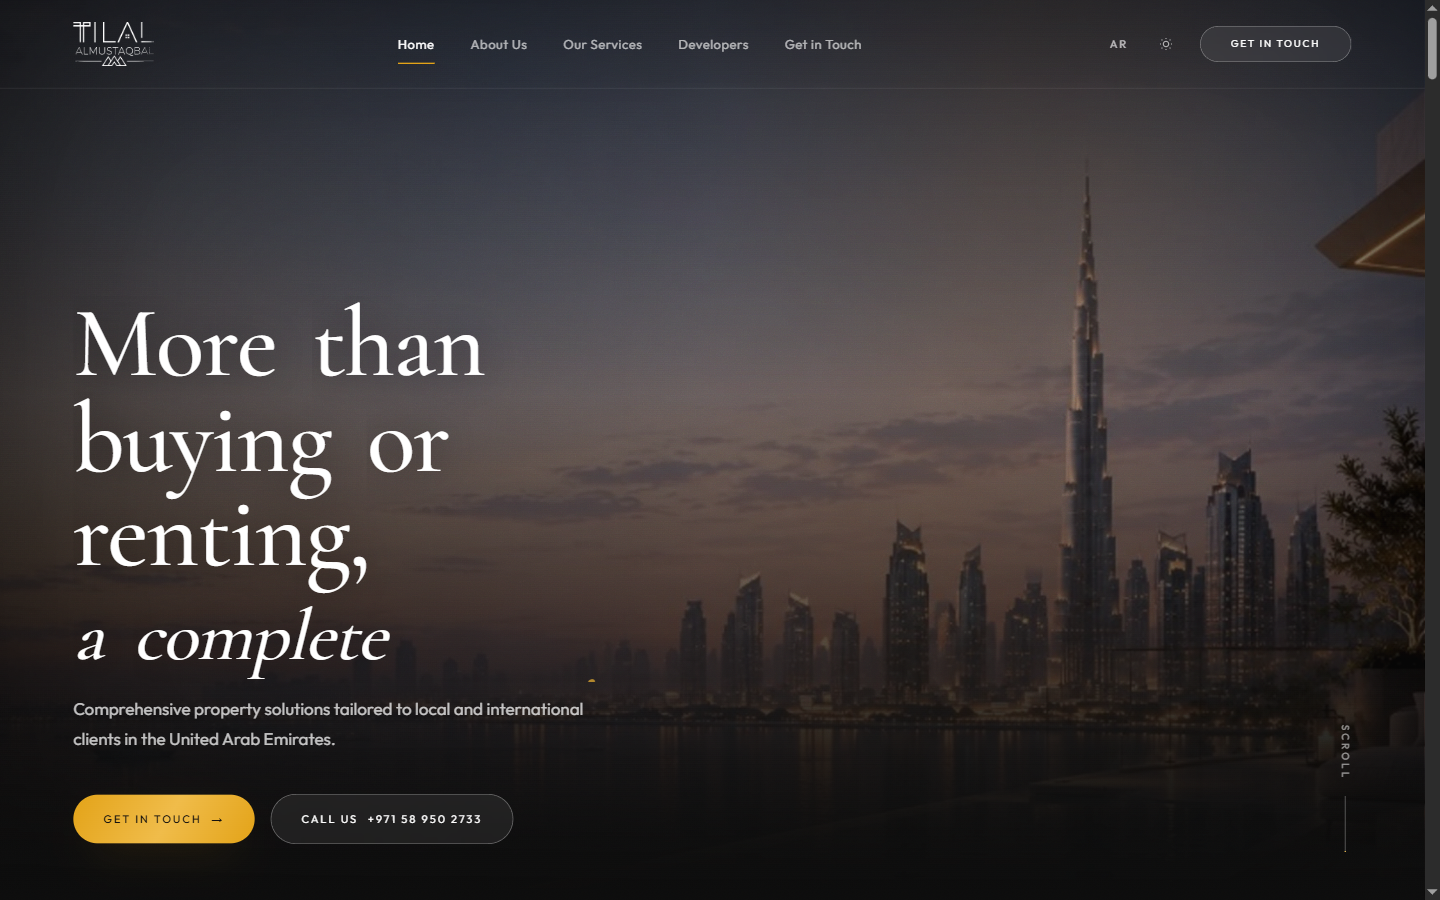 TILAL
ALMUSTAQBAL
Home
About Us
Our Services
Developers
Get in Touch
AR
GET IN TOUCH
More than
buying or
renting,
a complete
Comprehensive property solutions tailored to local and international
clients in the United Arab Emirates.
GET IN TOUCH →
CALL US +971 58 950 2733
SCROLL